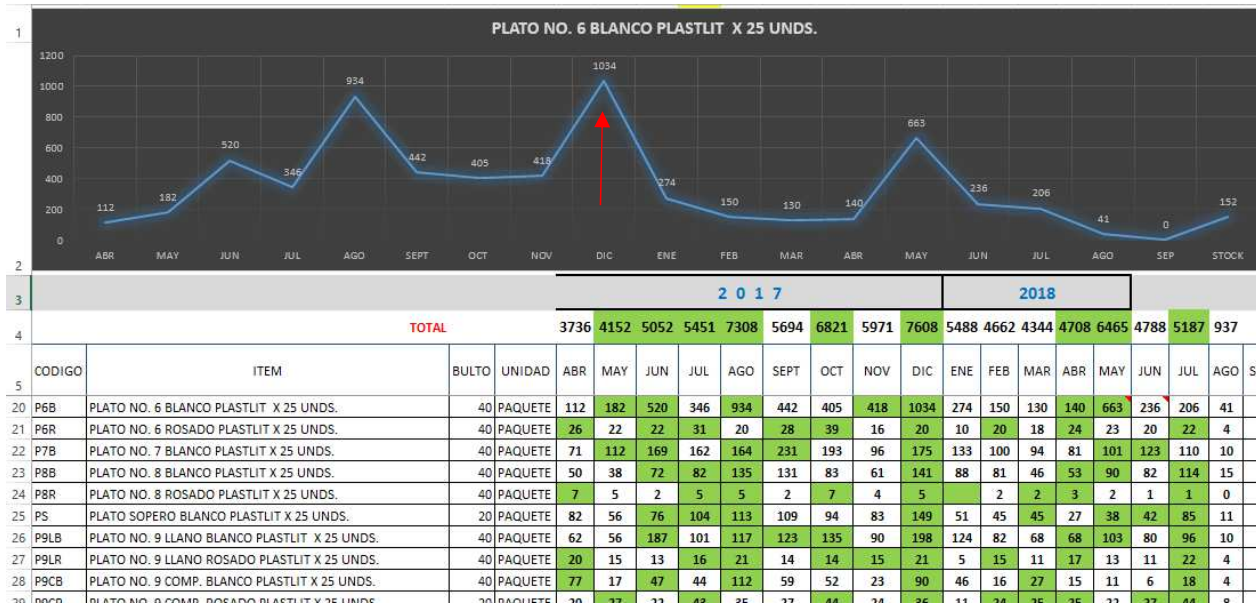 1
PLATO NO. 6 BLANCO PLASTLIT X 25 UNDS.
1200
1000
800
600
400
200
0
112 182 520 346 934 442 405 418 1034 274 150 130 140 663 236 206 41 0 152
ABR MAY JUN JUL AGO SEPT OCT NOV DIC ENE FEB MAR ABR MAY JUN JUL AGO SEP STOCK
2
3 2017 2018
4 TOTAL 3736 4152 5052 5451 7308 5694 6821 5971 7608 5488 4662 4344 4708 6465 4788 5187 937
5 CODIGO ITEM BULTO UNIDAD ABR MAY JUN JUL AGO SEPT OCT NOV DIC ENE FEB MAR ABR MAY JUN JUL AGO S
20 P6B PLATO NO. 6 BLANCO PLASTLIT X 25 UNDS. 40 PAQUETE 112 182 520 346 934 442 405 418 1034 274 150 130 140 663 236 206 41
21 P6R PLATO NO. 6 ROSADO PLASTLIT X 25 UNDS. 40 PAQUETE 26 22 22 31 20 28 39 16 20 10 20 18 24 23 20 22 4
22 P7B PLATO NO. 7 BLANCO PLASTLIT X 25 UNDS. 40 PAQUETE 71 112 169 162 164 231 193 96 175 133 100 94 81 101 123 110 10
23 P8B PLATO NO. 8 BLANCO PLASTLIT X 25 UNDS. 40 PAQUETE 50 38 72 82 135 131 83 61 141 88 81 46 53 90 82 114 15
24 P8R PLATO NO. 8 ROSADO PLASTLIT X 25 UNDS. 40 PAQUETE 7 5 2 5 5 2 7 4 5 2 2 3 2 1 1 0
25 PS PLATO SOPERO BLANCO PLASTLIT X 25 UNDS. 20 PAQUETE 82 56 76 104 113 109 94 83 149 51 45 45 27 38 42 85 11
26 P9LB PLATO NO. 9 LLANO BLANCO PLASTLIT X 25 UNDS. 40 PAQUETE 62 56 187 101 117 123 135 90 198 124 82 68 68 103 80 96 10
27 P9LR PLATO NO. 9 LLANO ROSADO PLASTLIT X 25 UNDS. 40 PAQUETE 20 15 13 16 21 14 14 15 21 5 15 11 17 13 11 22 4
28 P9CB PLATO NO. 9 COMP. BLANCO PLASTLIT X 25 UNDS. 40 PAQUETE 77 17 47 44 112 59 52 23 90 46 16 27 15 11 6 18 4
29 P9CR PLATO NO. 9 COMP. ROSADO PLASTLIT X 25 UNDS. 20 PAQUETE